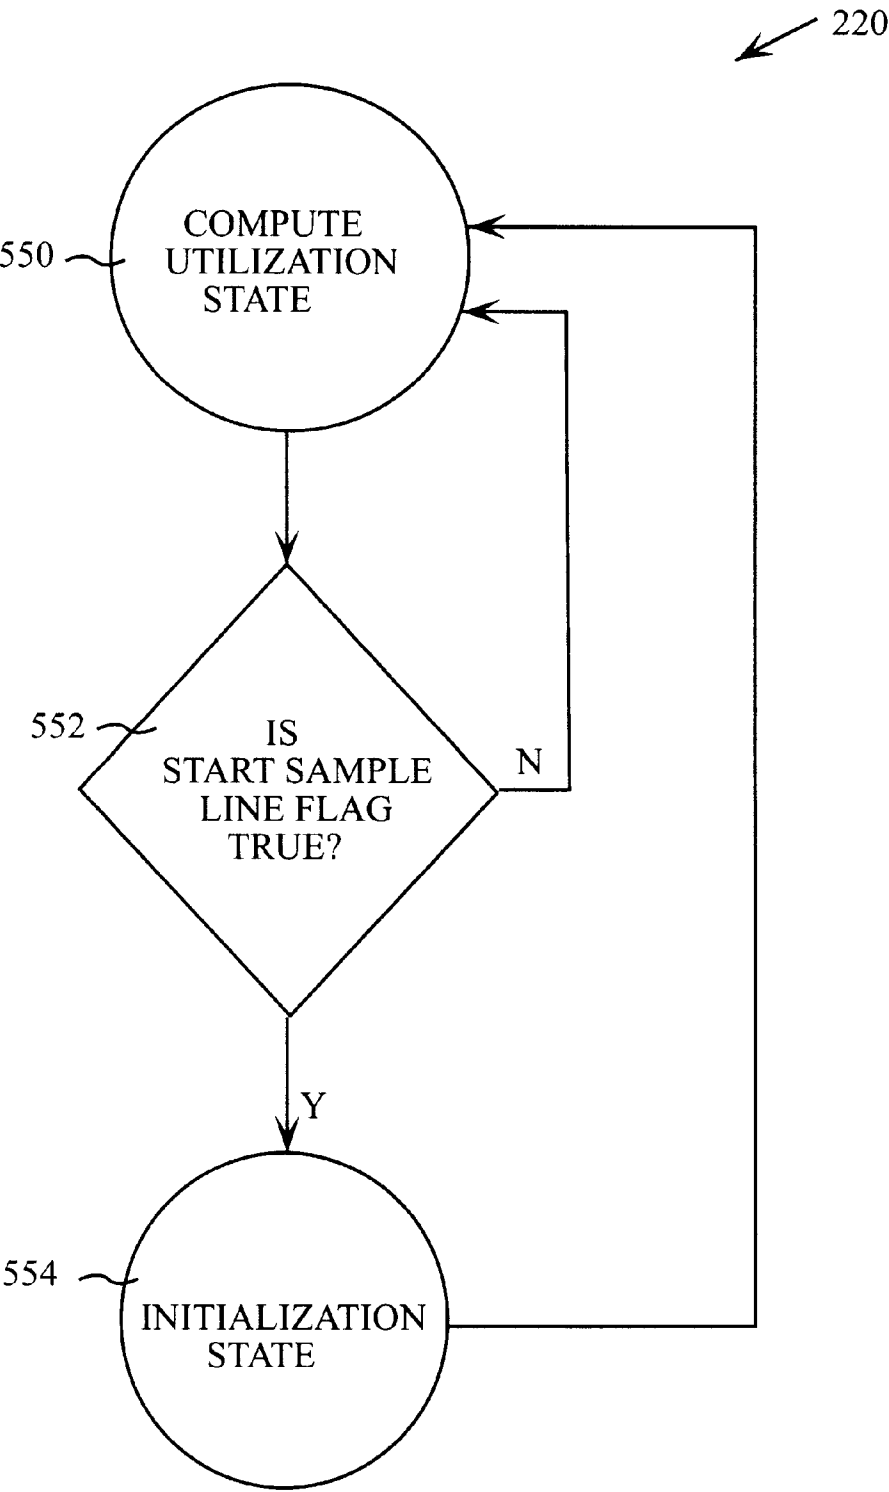 220
COMPUTE
UTILIZATION
STATE
550
552
IS
START SAMPLE
LINE FLAG
TRUE?
N
Y
554
INITIALIZATION
STATE